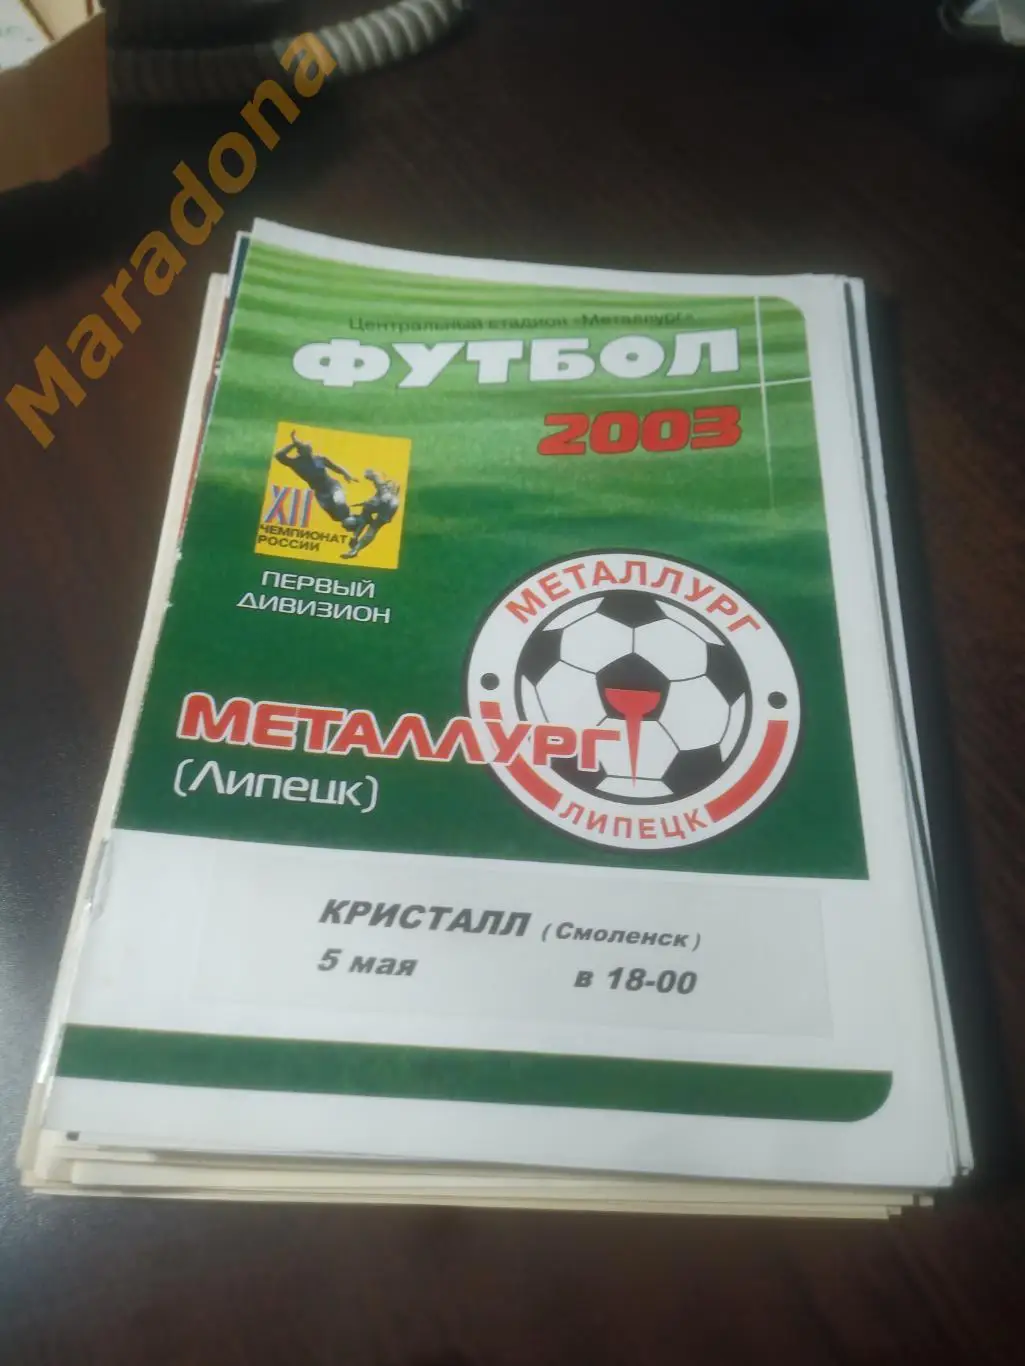 Maradona
Центральный стадион «Металлург»
ФУТБОЛ
2003
XII
ЧЕМПИОНАТ
РОССИИ
ПЕРВЫЙ
ДИВИЗИОН
МЕТАЛЛУРГ
ЛИПЕЦК
МЕТАЛЛУРГ
(Липецк)
КРИСТАЛЛ (Смоленск)
5 мая в 18-00